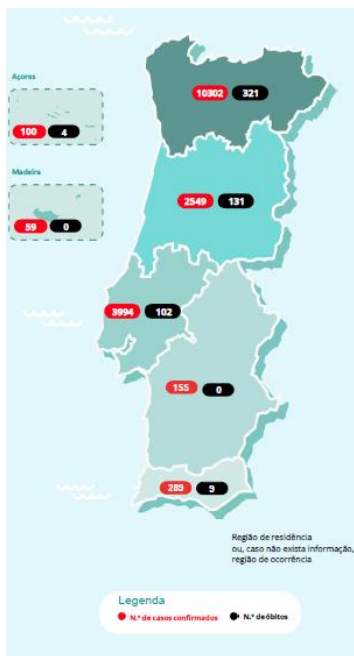 10302 321
Açores
100 4
2549 131
Madeira
59 0
3994 102
155 0
289 9
Região de residência
ou, caso não exista informação,
região de ocorrência
Legenda
N.º de casos confirmados N.º de óbitos